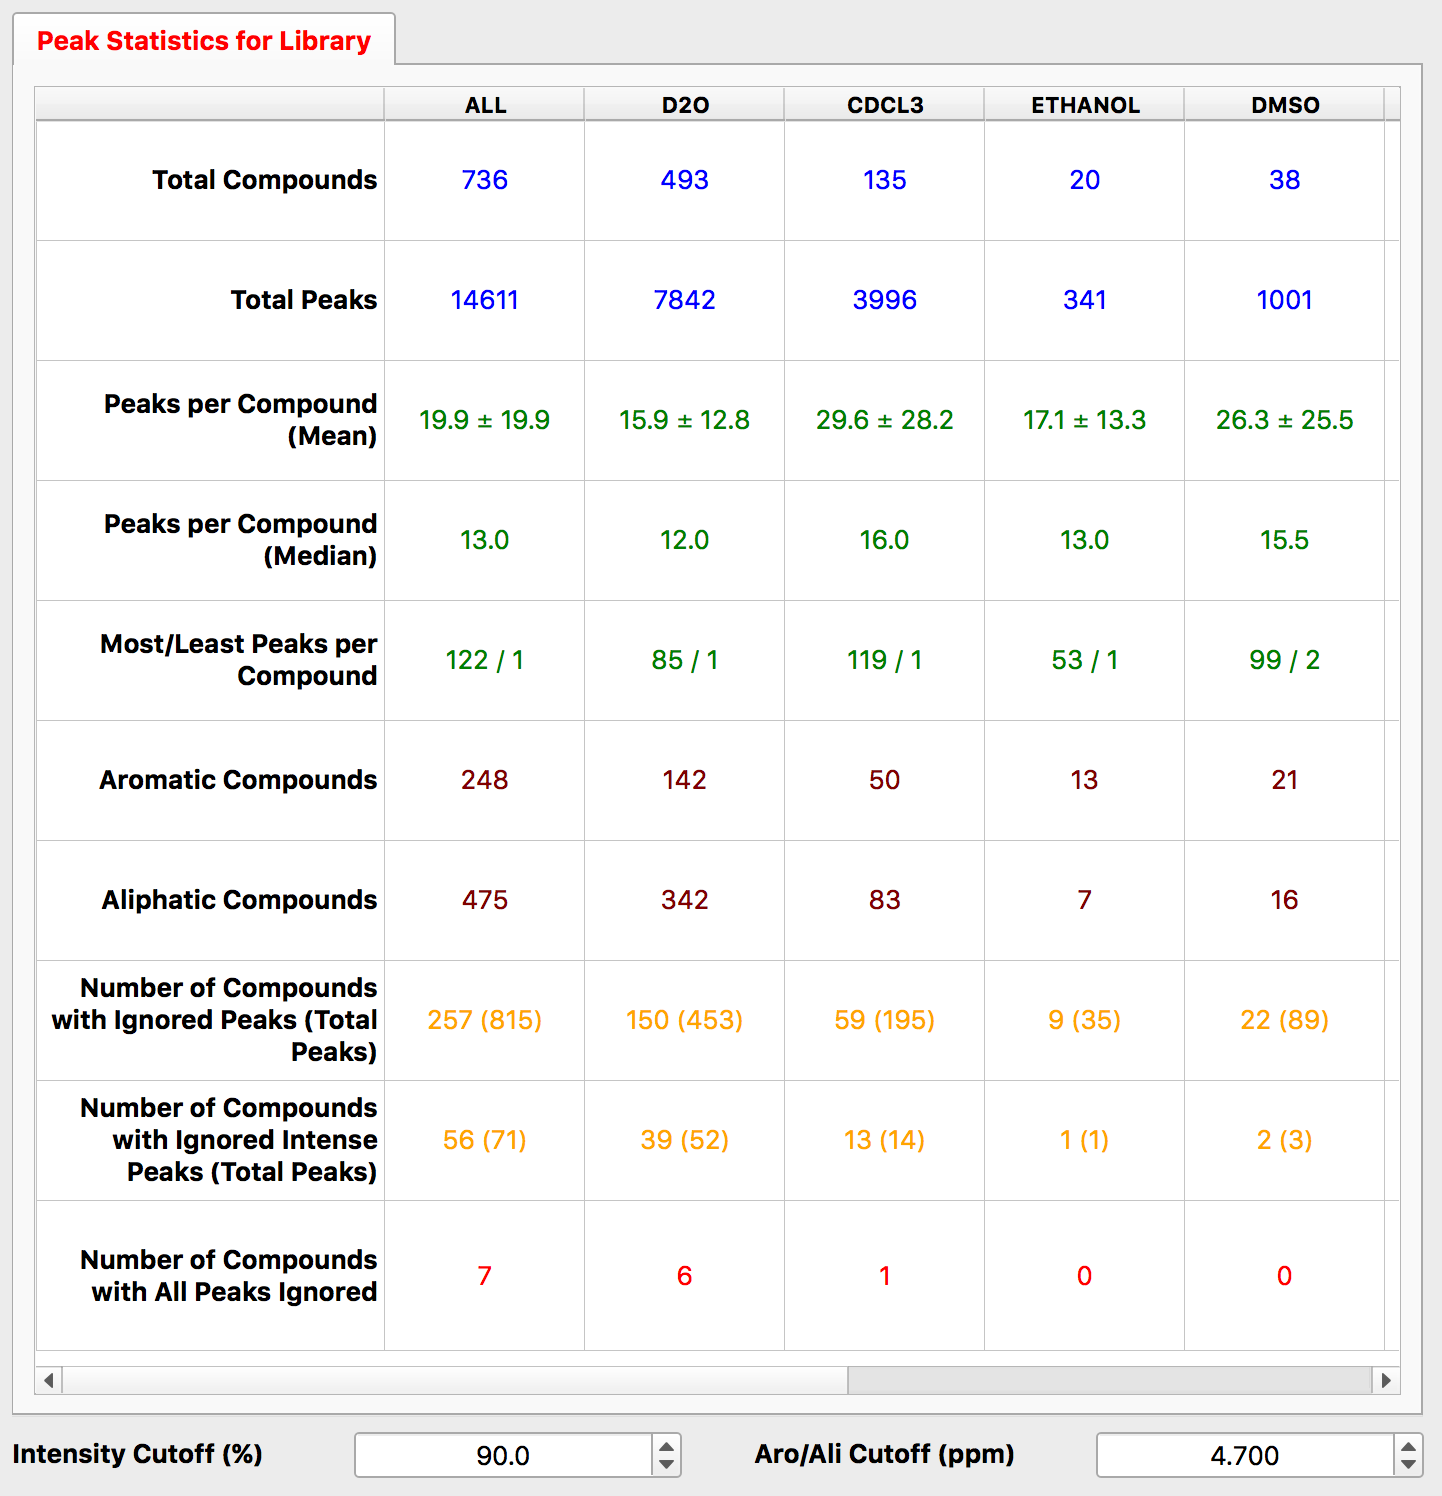 Peak Statistics for Library
ALL D2O CDCL3 ETHANOL DMSO
Total Compounds 736 493 135 20 38
Total Peaks 14611 7842 3996 341 1001
Peaks per Compound
(Mean) 19.9 ± 19.9 15.9 ± 12.8 29.6 ± 28.2 17.1 ± 13.3 26.3 ± 25.5
Peaks per Compound
(Median) 13.0 12.0 16.0 13.0 15.5
Most/Least Peaks per
Compound 122 / 1 85 / 1 119 / 1 53 / 1 99 / 2
Aromatic Compounds 248 142 50 13 21
Aliphatic Compounds 475 342 83 7 16
Number of Compounds
with Ignored Peaks (Total 257 (815) 150 (453) 59 (195) 9 (35) 22 (89)
Peaks)
Number of Compounds
with Ignored Intense 56 (71) 39 (52) 13 (14) 1 (1) 2 (3)
Peaks (Total Peaks)
Number of Compounds
with All Peaks Ignored 7 6 1 0 0
Intensity Cutoff (%) 90.0 Aro/Ali Cutoff (ppm) 4.700